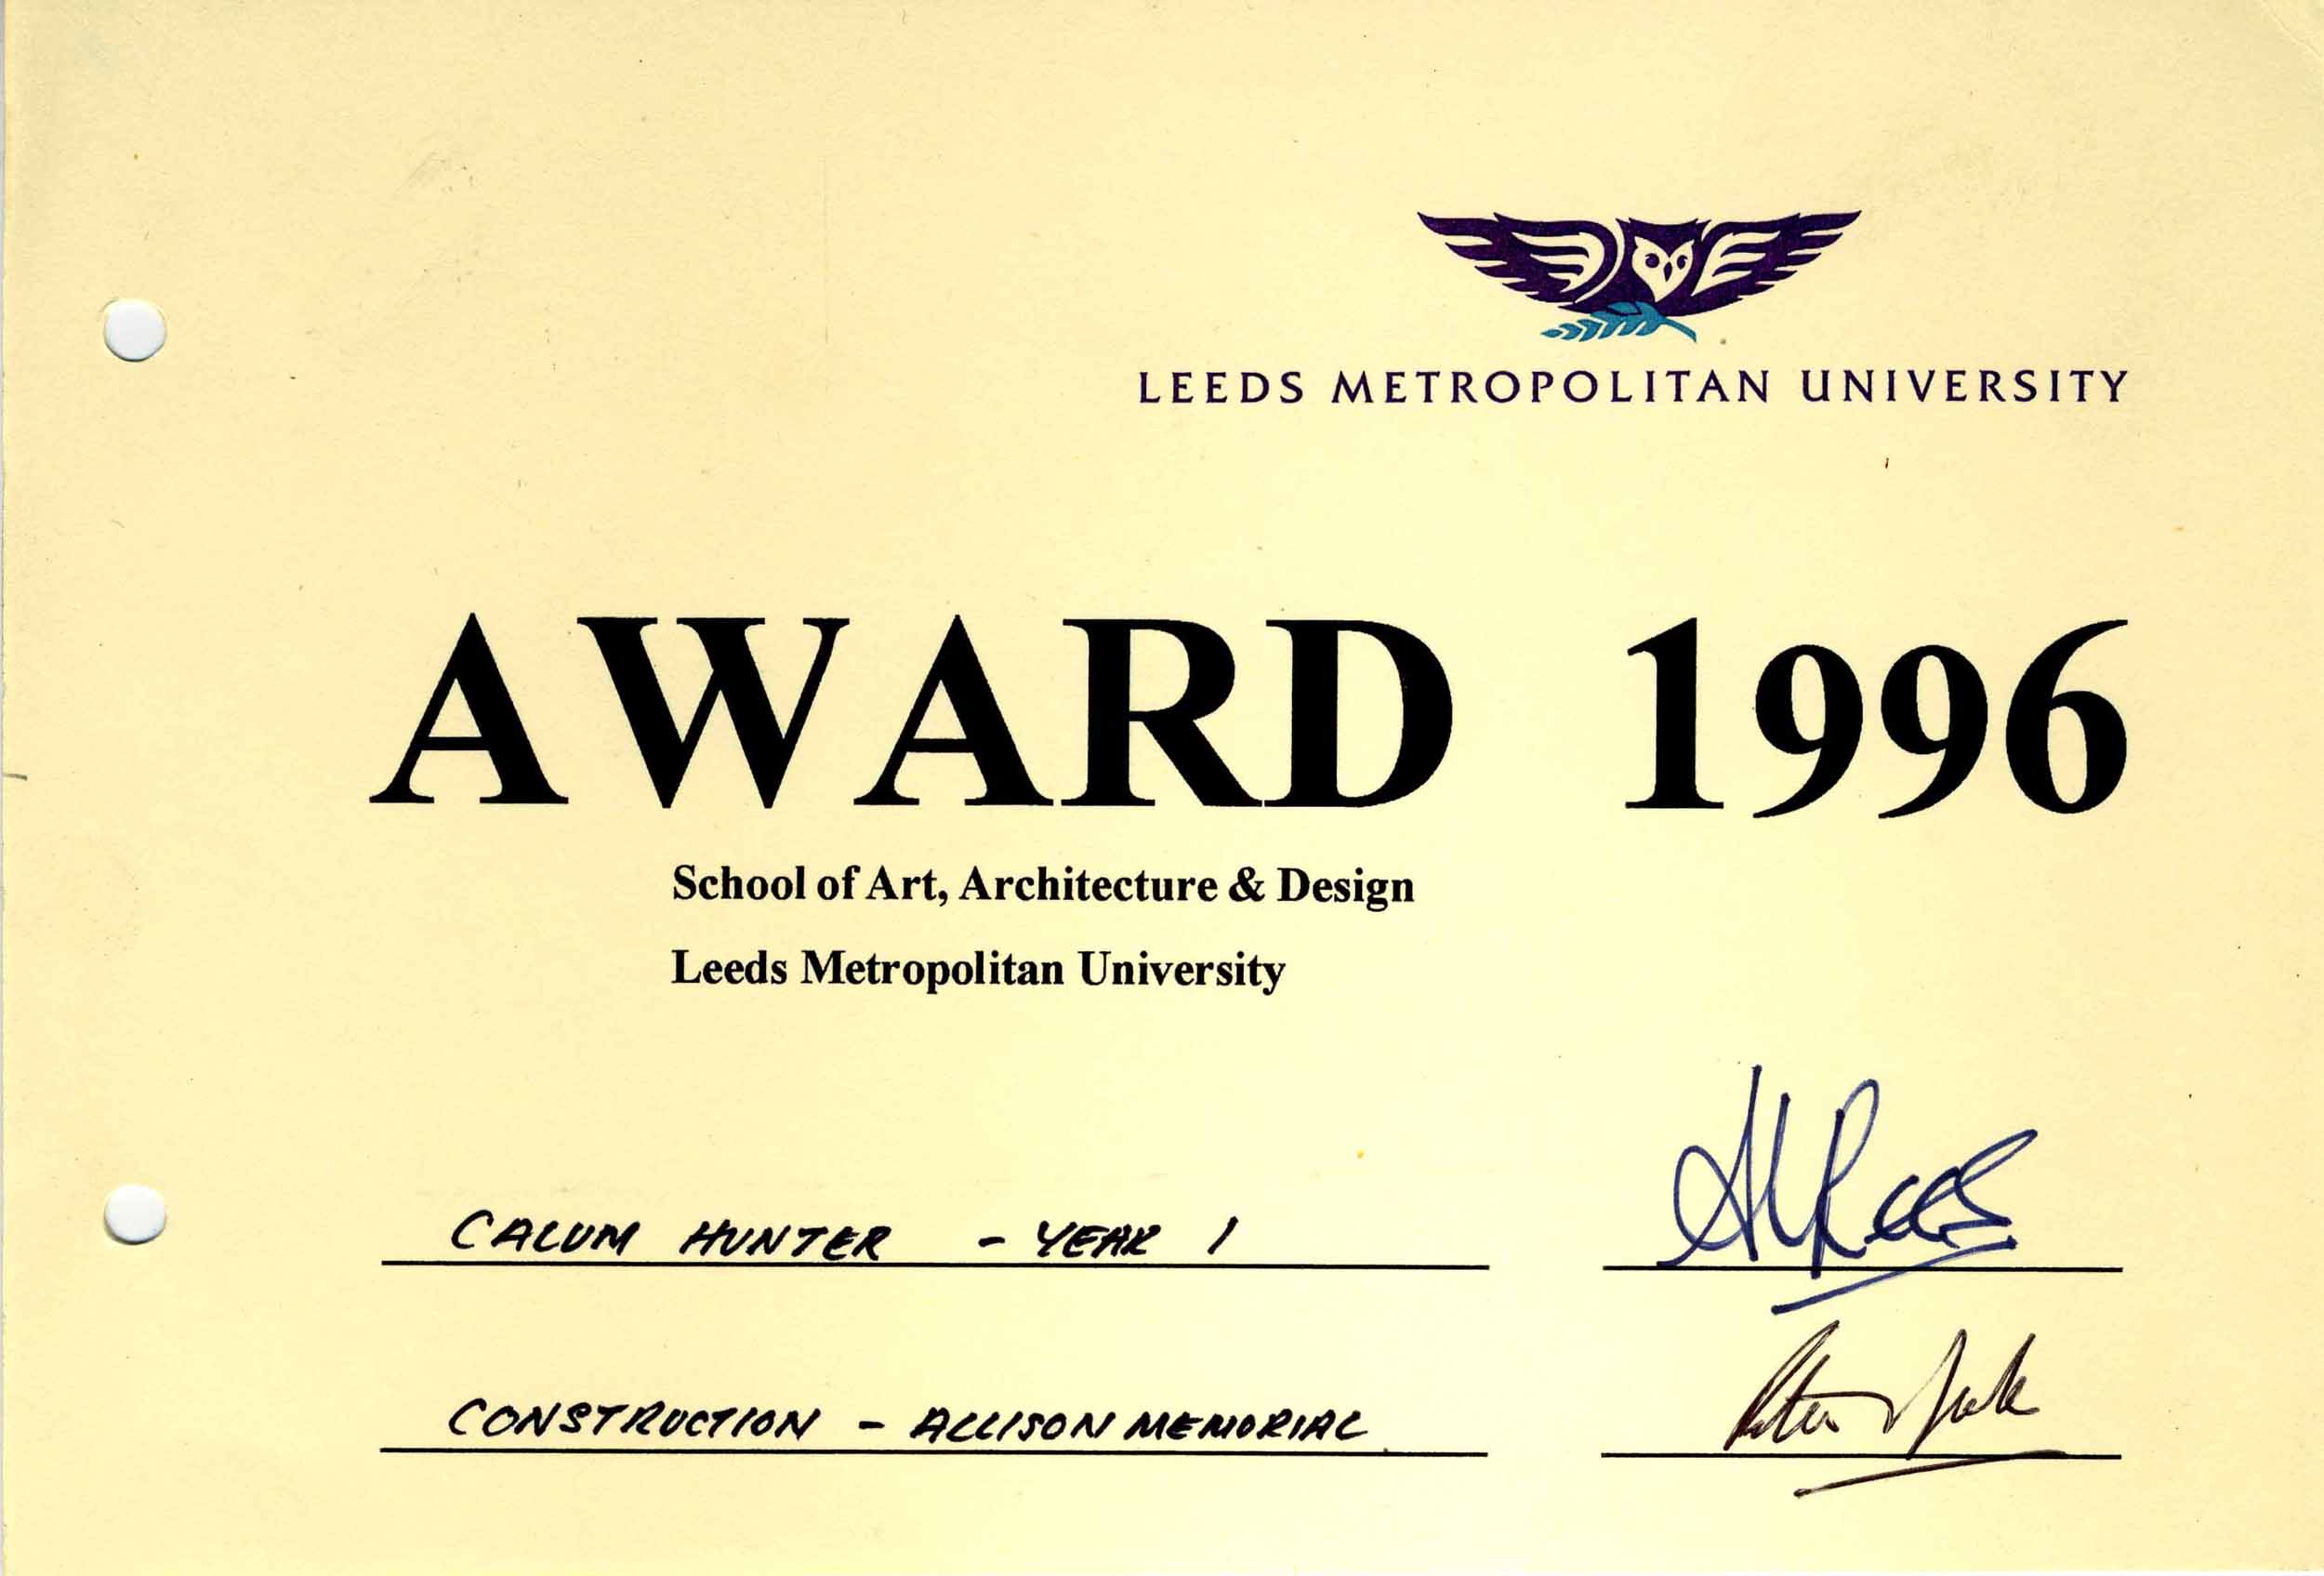 LEEDS METROPOLITAN UNIVERSITY
AWARD 1996
School of Art, Architecture & Design
Leeds Metropolitan University
CALUM HUNTER - YEAR 1
CONSTRUCTION - ALLISON MEMORIAL